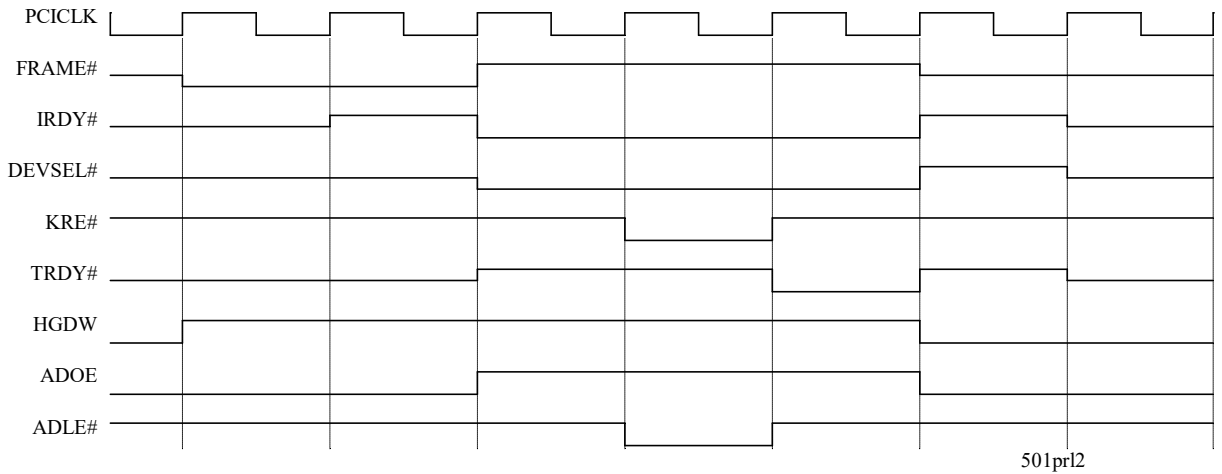 PCICLK
FRAME#
IRDY#
DEVSEL#
KRE#
TRDY#
HGDW
ADOE
ADLE#
501prl2